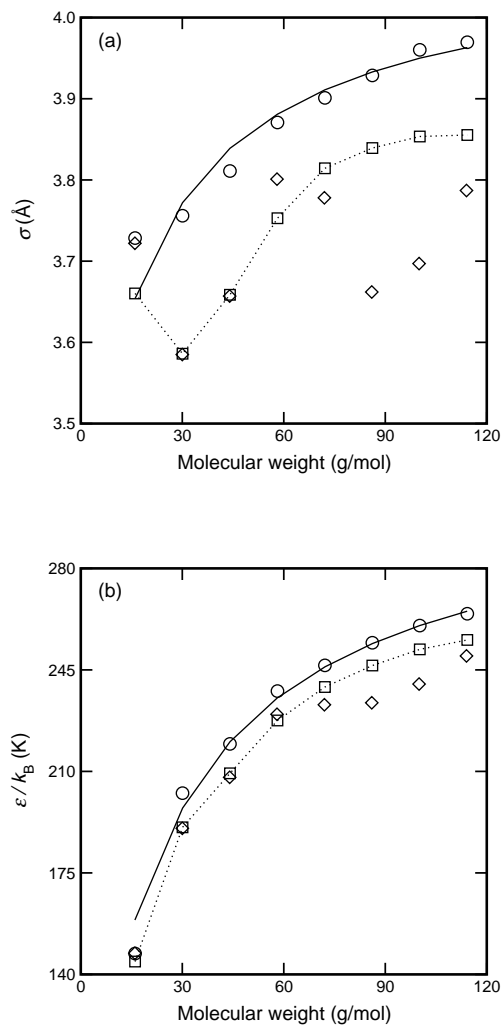 4.0
(a)
3.9
3.8
σ (Å)
3.7
3.6
3.5
0 30 60 90 120
Molecular weight (g/mol)
280
(b)
245
ε/kB (K)
210
175
140
0 30 60 90 120
Molecular weight (g/mol)